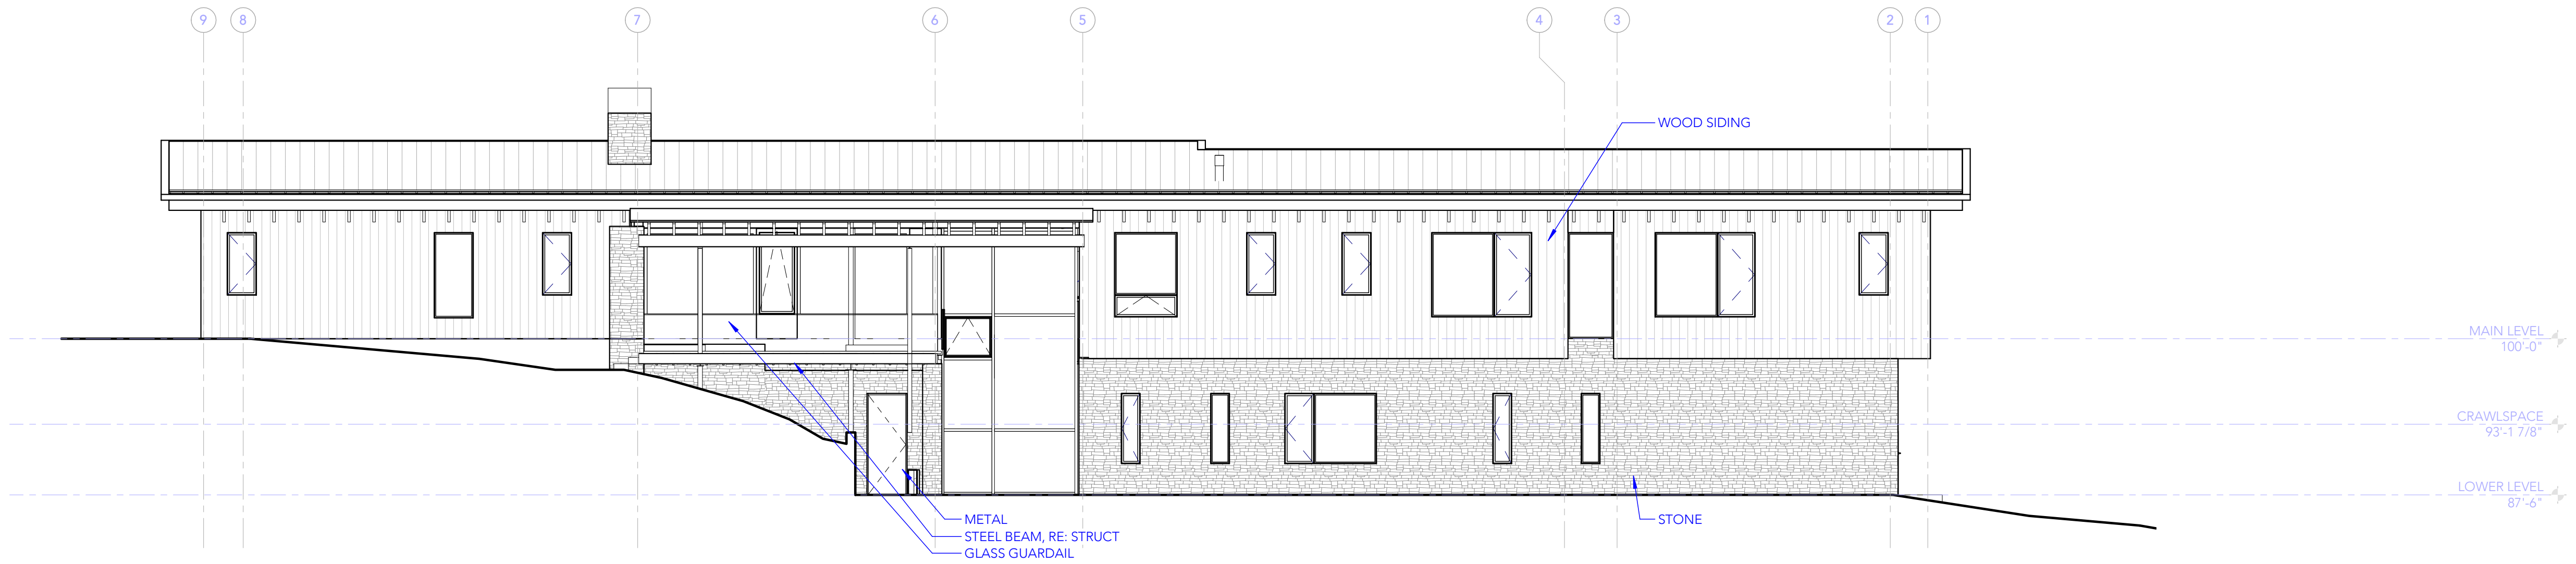 9 8 7 6 5 4 3 2 1
WOOD SIDING
MAIN LEVEL
100'-0"
CRAWLSPACE
93'-1 7/8"
LOWER LEVEL
87'-6"
METAL
STEEL BEAM, RE: STRUCT
GLASS GUARDAIL
STONE